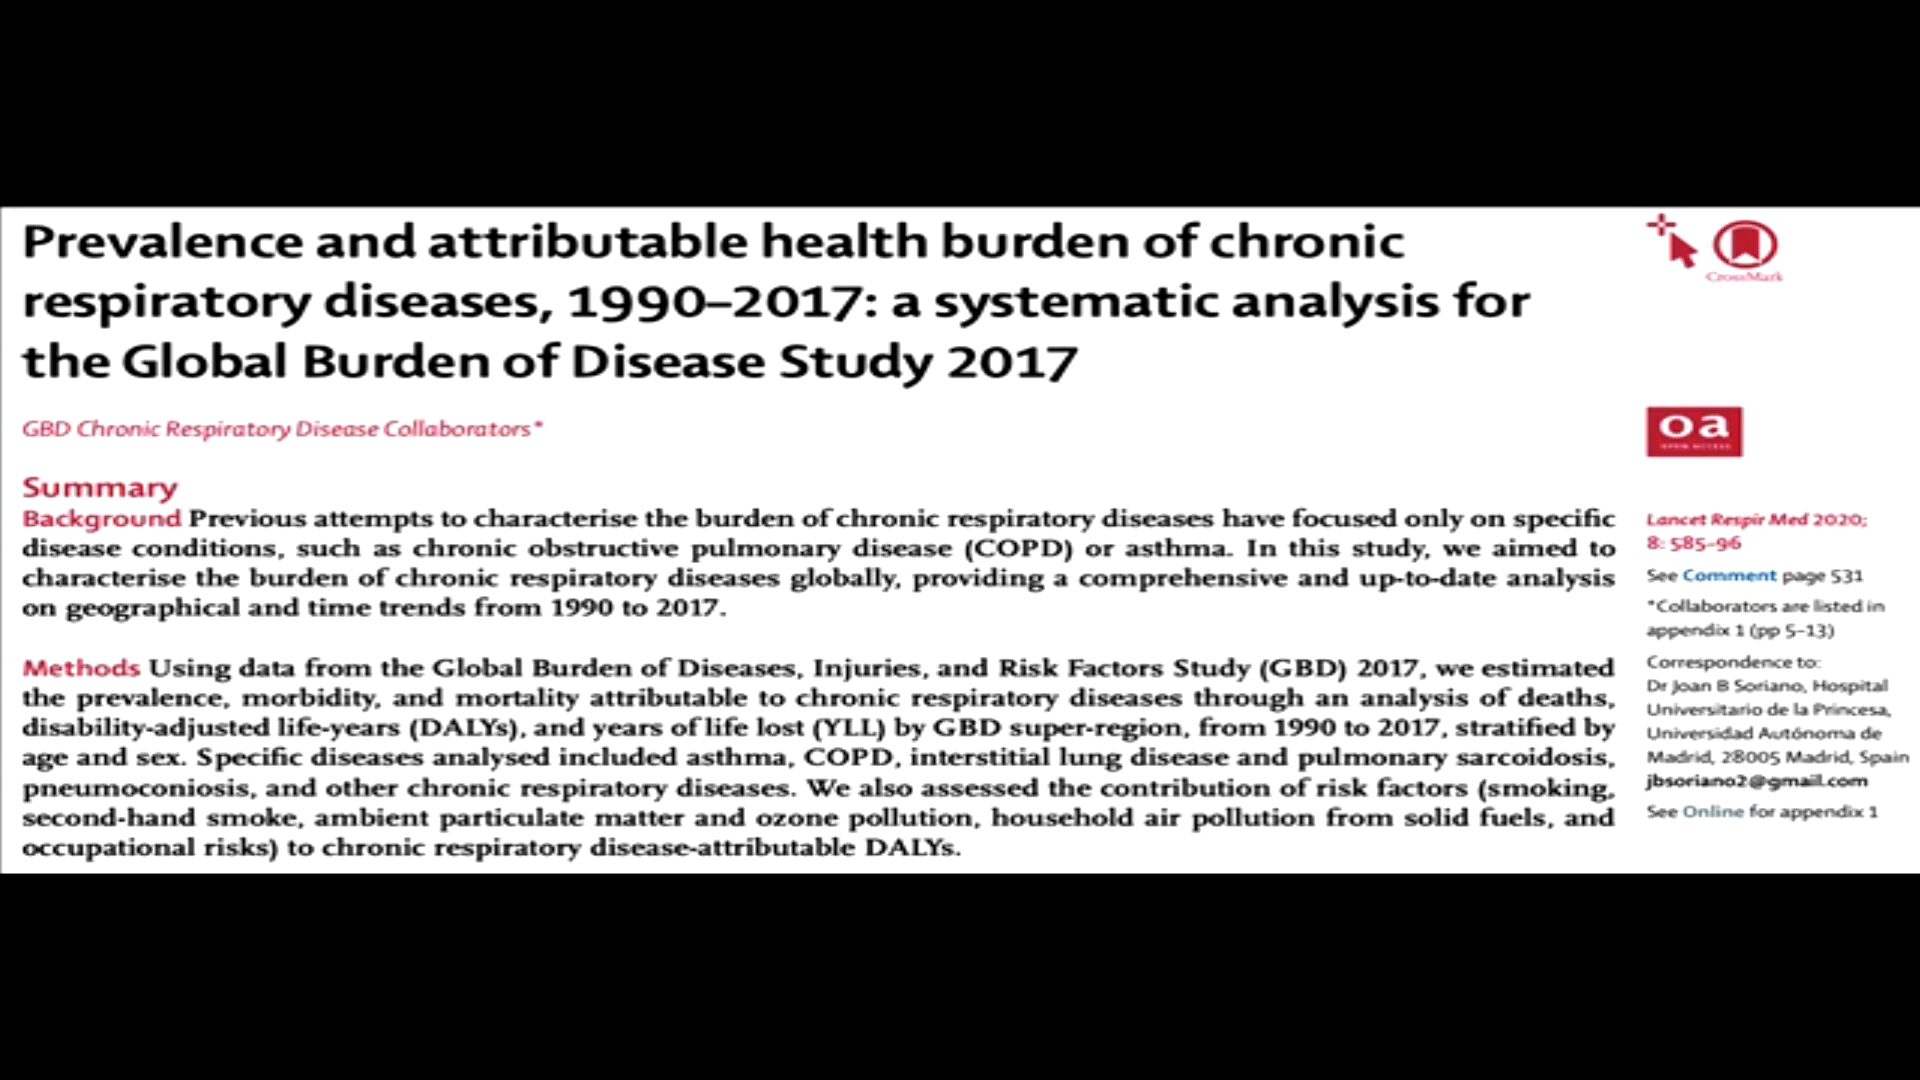 Prevalence and attributable health burden of chronic
respiratory diseases, 1990–2017: a systematic analysis for
the Global Burden of Disease Study 2017
GBD Chronic Respiratory Disease Collaborators*
Summary
Background Previous attempts to characterise the burden of chronic respiratory diseases have focused only on specific
disease conditions, such as chronic obstructive pulmonary disease (COPD) or asthma. In this study, we aimed to
characterise the burden of chronic respiratory diseases globally, providing a comprehensive and up-to-date analysis
on geographical and time trends from 1990 to 2017.
Methods Using data from the Global Burden of Diseases, Injuries, and Risk Factors Study (GBD) 2017, we estimated
the prevalence, morbidity, and mortality attributable to chronic respiratory diseases through an analysis of deaths,
disability-adjusted life-years (DALYs), and years of life lost (YLL) by GBD super-region, from 1990 to 2017, stratified by
age and sex. Specific diseases analysed included asthma, COPD, interstitial lung disease and pulmonary sarcoidosis,
pneumoconiosis, and other chronic respiratory diseases. We also assessed the contribution of risk factors (smoking,
second-hand smoke, ambient particulate matter and ozone pollution, household air pollution from solid fuels, and
occupational risks) to chronic respiratory disease-attributable DALYs.
CrossMark
oa
OPEN ACCESS
Lancet Respir Med 2020;
8: 585–96
See Comment page 531
*Collaborators are listed in
appendix 1 (pp 5–13)
Correspondence to:
Dr Joan B Soriano, Hospital
Universitario de la Princesa,
Universidad Autónoma de
Madrid, 28005 Madrid, Spain
jbsoriano2@gmail.com
See Online for appendix 1